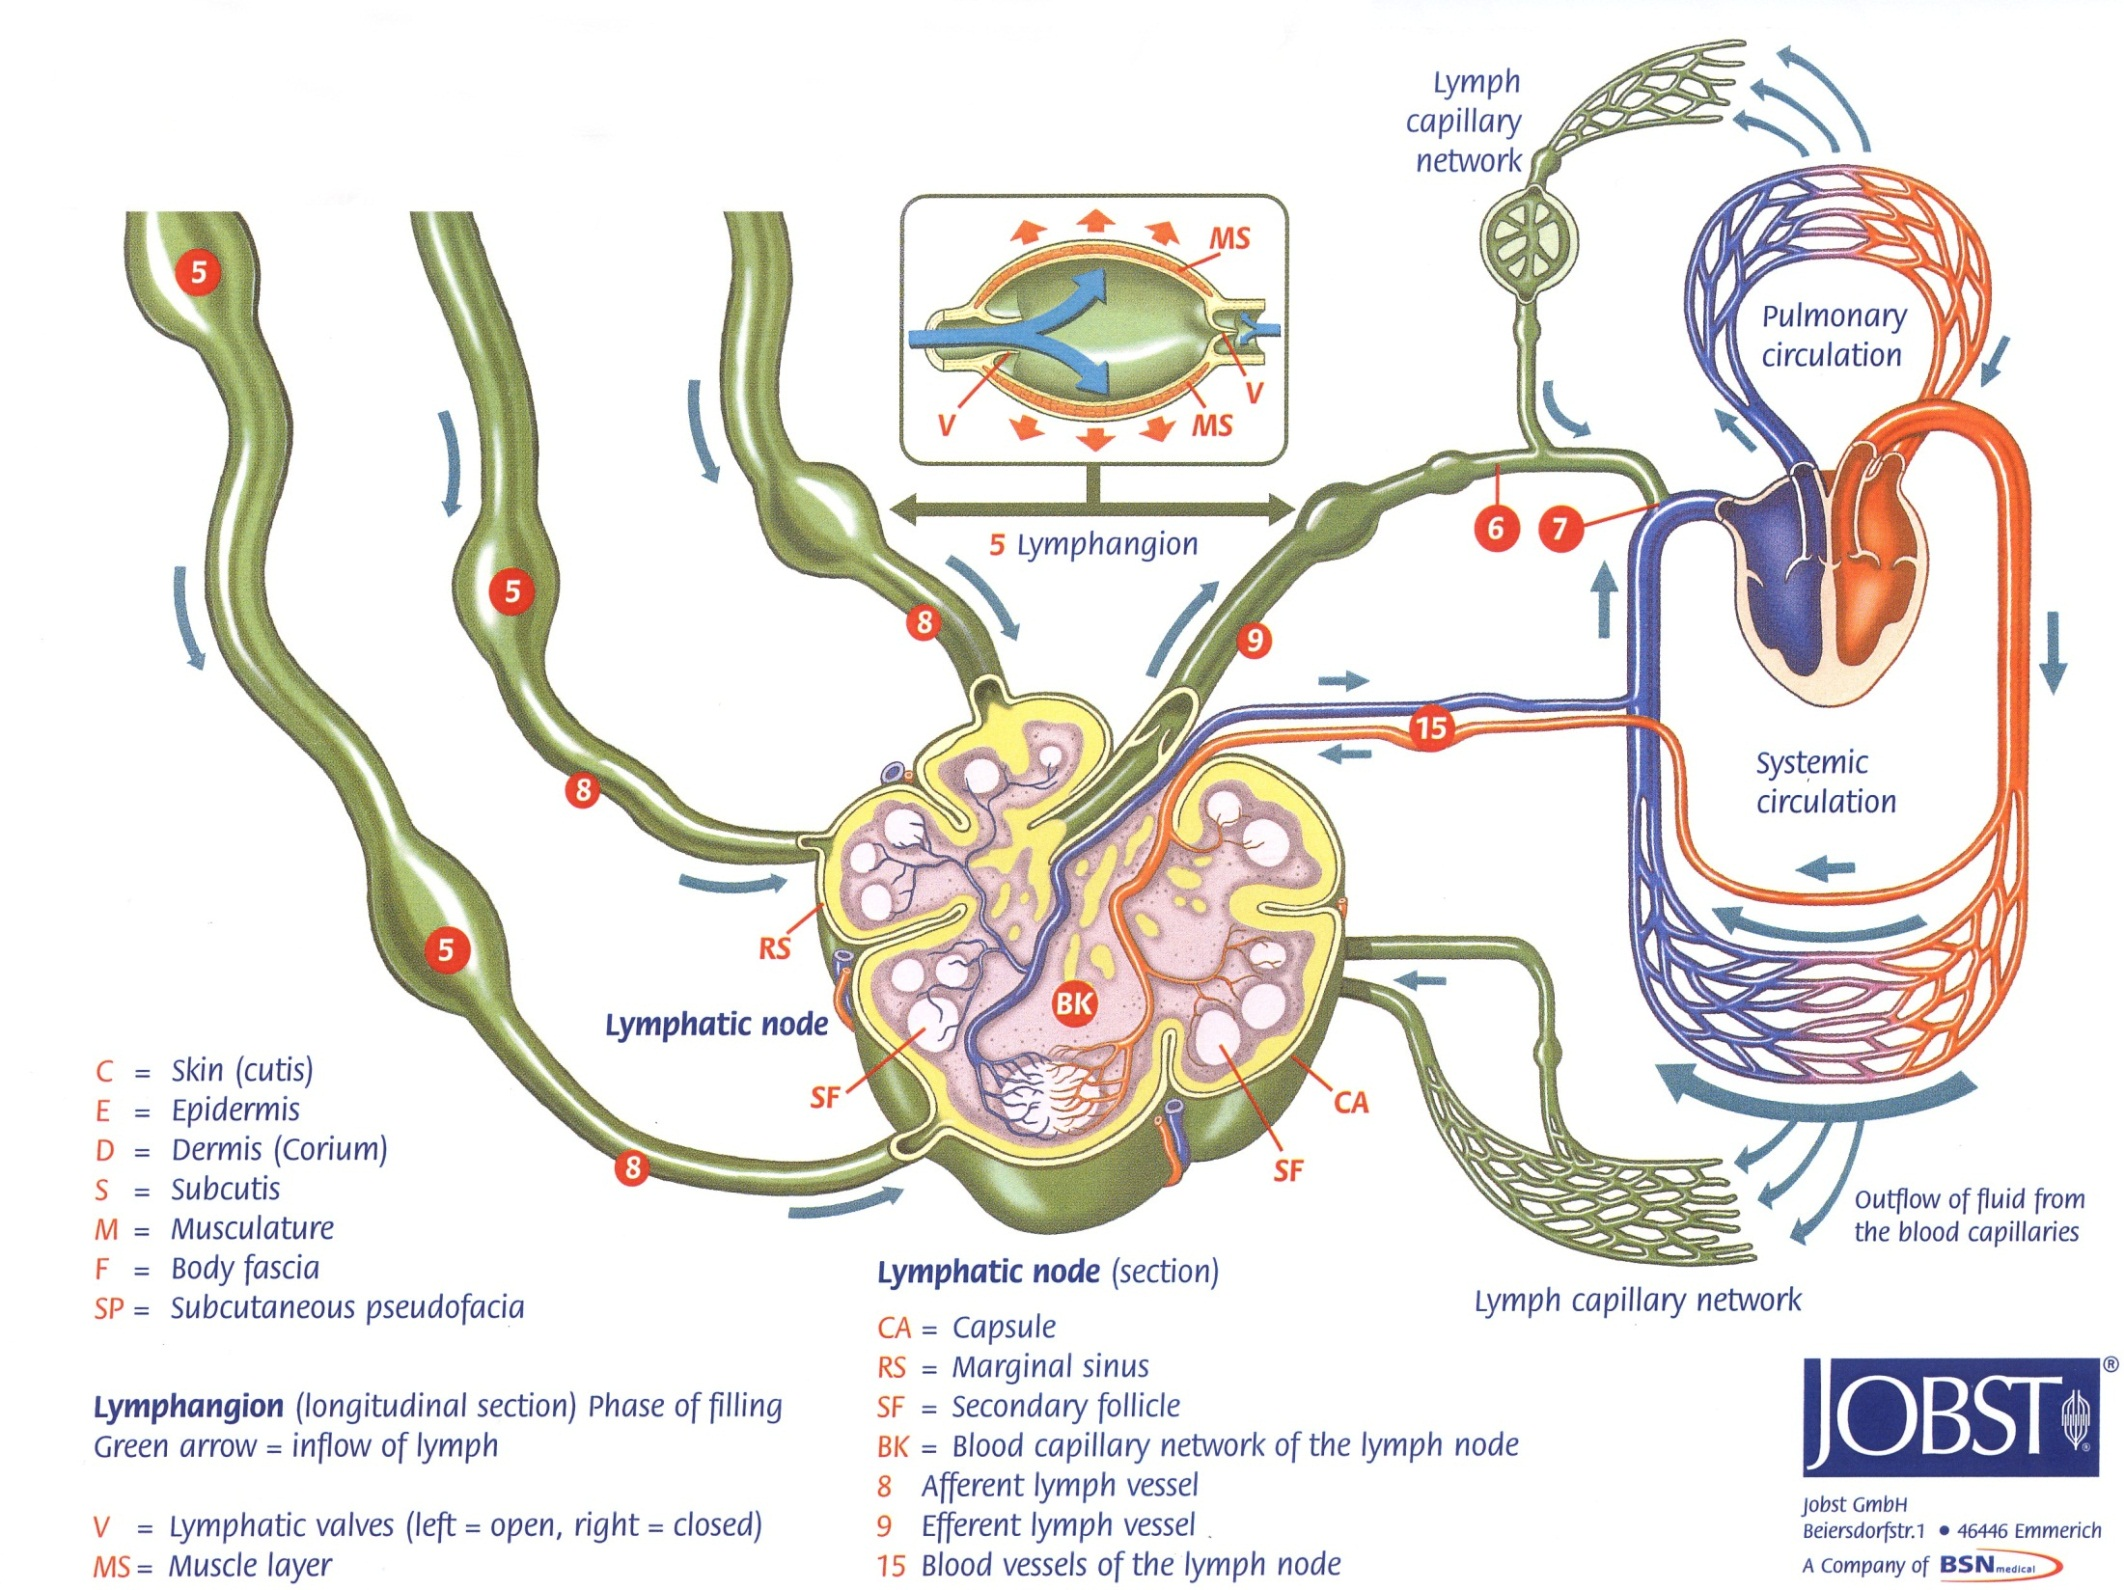 Lymph
capillary
network
5
MS
Pulmonary
circulation
V
V
MS
5
5 Lymphangion
6
7
8
9
15
8
Systemic
circulation
RS
5
BK
Lymphatic node
SF
CA
SF
8
C = Skin (cutis)
E = Epidermis
D = Dermis (Corium)
S = Subcutis
M = Musculature
F = Body fascia
SP = Subcutaneous pseudofacia
Outflow of fluid from
the blood capillaries
Lymph capillary network
Lymphangion (longitudinal section) Phase of filling
Green arrow = inflow of lymph
V = Lymphatic valves (left = open, right = closed)
MS = Muscle layer
Lymphatic node (section)
CA = Capsule
RS = Marginal sinus
SF = Secondary follicle
BK = Blood capillary network of the lymph node
8 Afferent lymph vessel
9 Efferent lymph vessel
15 Blood vessels of the lymph node
JOBST ®
Jobst GmbH
Beiersdorfstr.1 • 46446 Emmerich
A Company of BSN medical